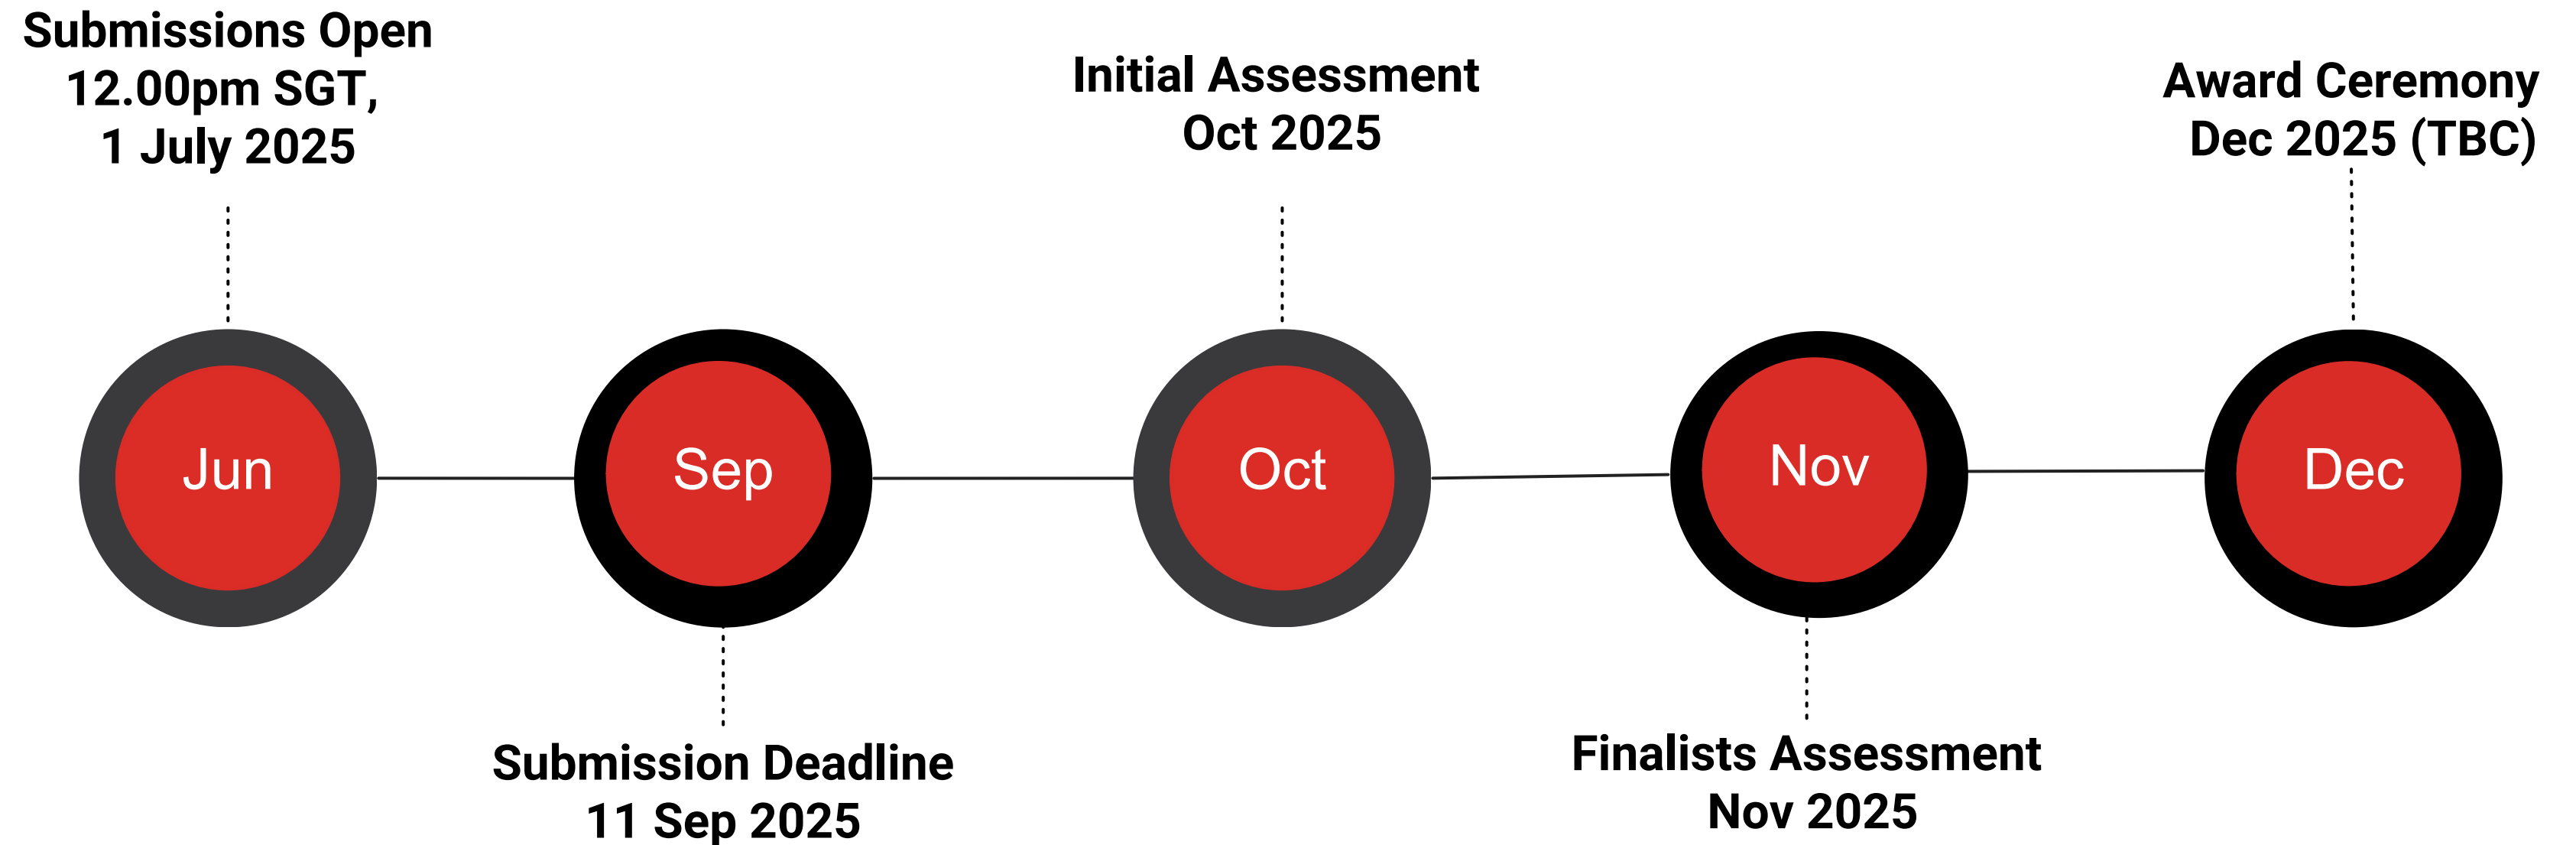 Submissions Open
12.00pm SGT,
1 July 2025
Initial Assessment
Oct 2025
Award Ceremony
Dec 2025 (TBC)
Jun
Sep
Oct
Nov
Dec
Submission Deadline
11 Sep 2025
Finalists Assessment
Nov 2025